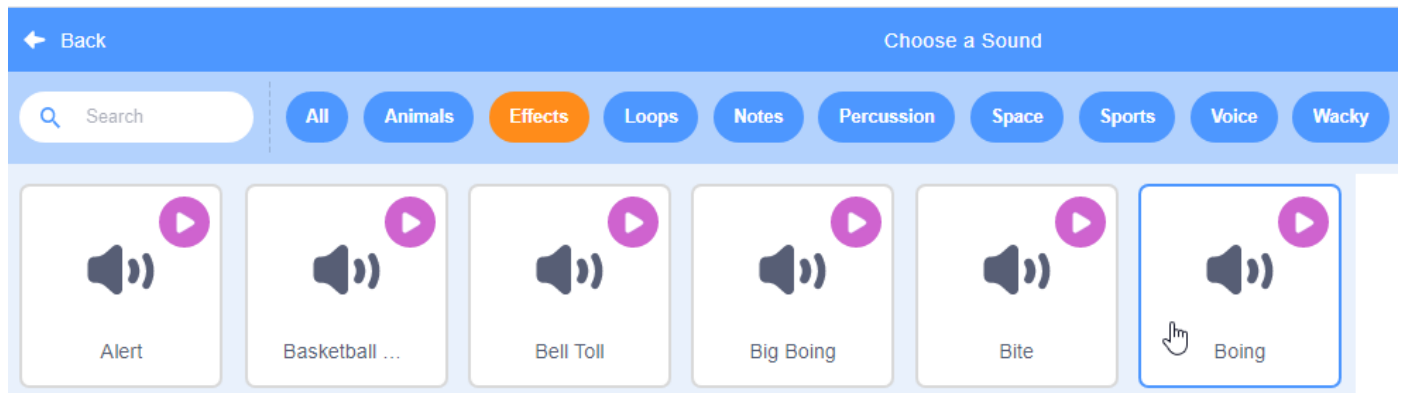 Back
Choose a Sound
Search
All
Animals
Effects
Loops
Notes
Percussion
Space
Sports
Voice
Wacky
Alert
Basketball ...
Bell Toll
Big Boing
Bite
Boing